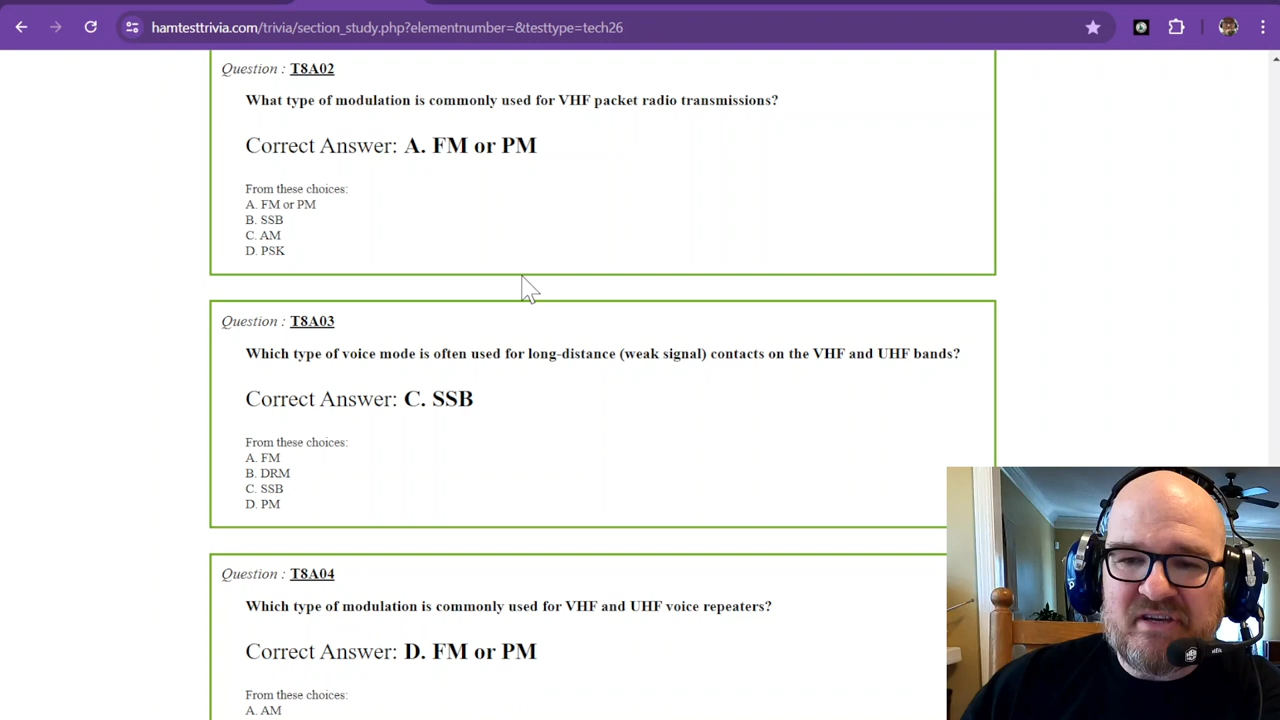 hamtesttrivia.com/trivia/section_study.php?elementnumber=&testtype=tech26
Question : T8A02
What type of modulation is commonly used for VHF packet radio transmissions?
Correct Answer: A. FM or PM
From these choices:
A. FM or PM
B. SSB
C. AM
D. PSK
Question : T8A03
Which type of voice mode is often used for long-distance (weak signal) contacts on the VHF and UHF bands?
Correct Answer: C. SSB
From these choices:
A. FM
B. DRM
C. SSB
D. PM
Question : T8A04
Which type of modulation is commonly used for VHF and UHF voice repeaters?
Correct Answer: D. FM or PM
From these choices:
A. AM